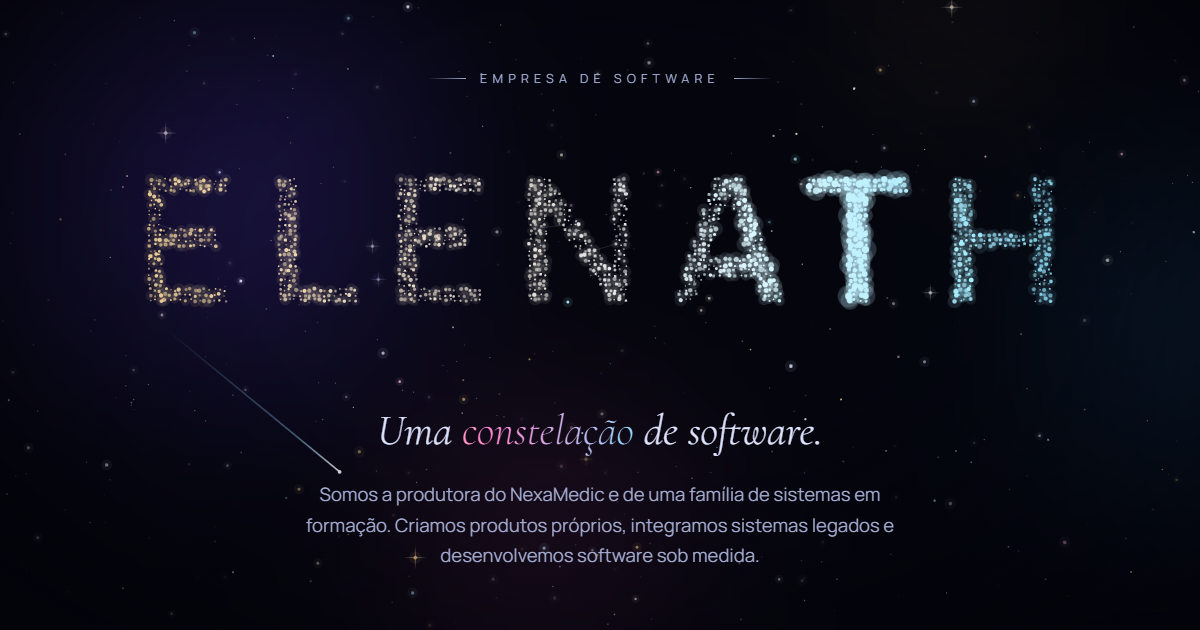 EMPRESA DE SOFTWARE
ELENATH
Uma constelação de software.
Somos a produtora do NexaMedic e de uma família de sistemas em
formação. Criamos produtos próprios, integramos sistemas legados e
desenvolvemos software sob medida.